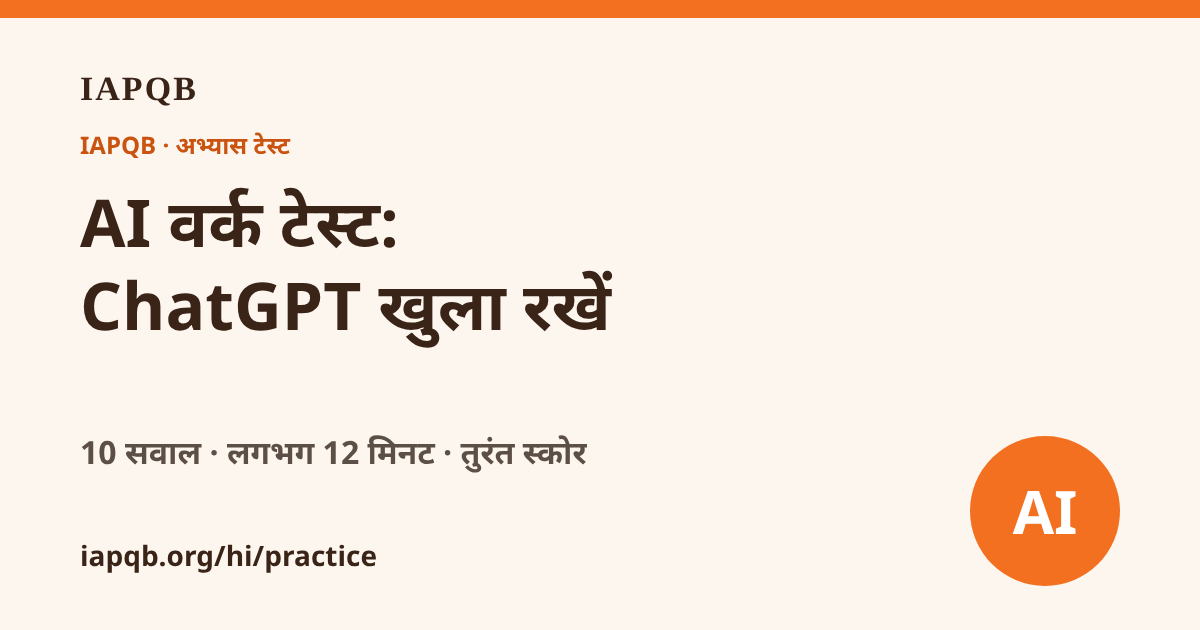 IAPQB
IAPQB · अभ्यास टेस्ट
AI वर्क टेस्ट:
ChatGPT खुला रखें
10 सवाल · लगभग 12 मिनट · तुरंत स्कोर
iapqb.org/hi/practice
AI